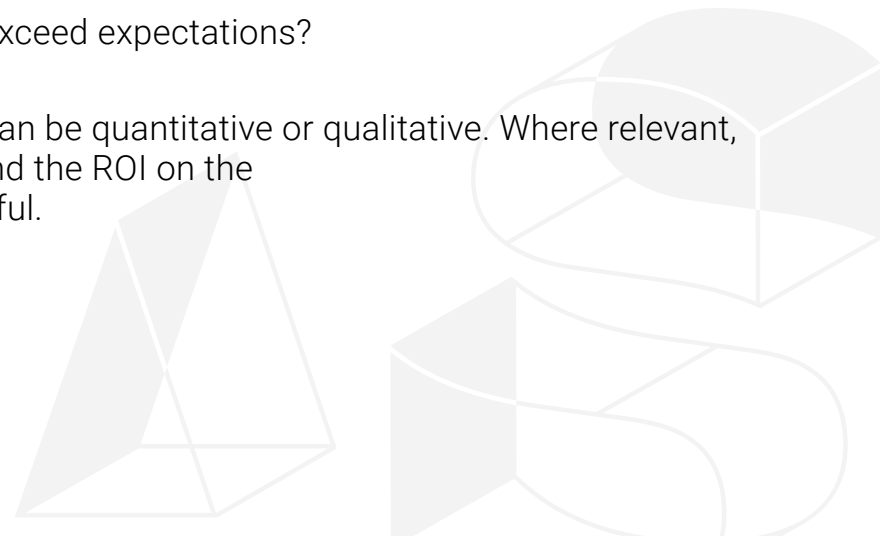 xceed expectations?
an be quantitative or qualitative. Where relevant,
nd the ROI on the
ful.